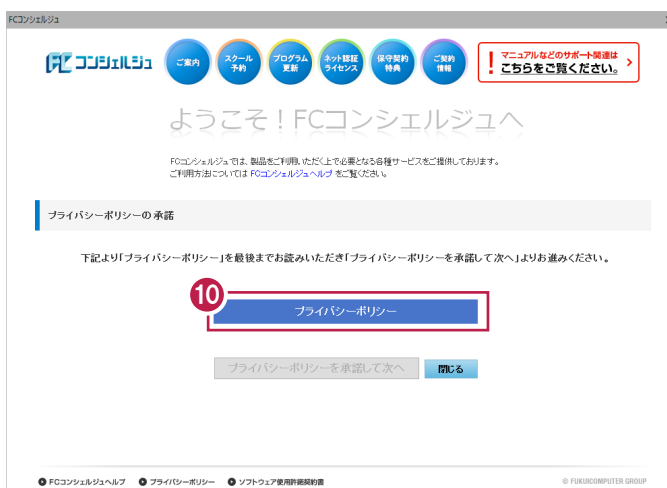 FCコンシェルジュ
FCコンシェルジュ
ご案内
スクール
予約
プログラム
更新
ネット認証
ライセンス
保守契約
特典
ご契約
情報
! マニュアルなどのサポート関連は
こちらをご覧ください。 >
ようこそ！FCコンシェルジュへ
FCコンシェルジュでは、製品をご利用いただく上で必要となる各種サービスをご提供しております。
ご利用方法については FCコンシェルジュヘルプ をご覧ください。
プライバシーポリシーの承諾
下記より「プライバシーポリシー」を最後までお読みいただき「プライバシーポリシーを承諾して次へ」よりお進みください。
10
プライバシーポリシー
プライバシーポリシーを承諾して次へ 閉じる
FCコンシェルジュヘルプ プライバシーポリシー ソフトウェア使用許諾契約書 © FUKUICOMPUTER GROUP